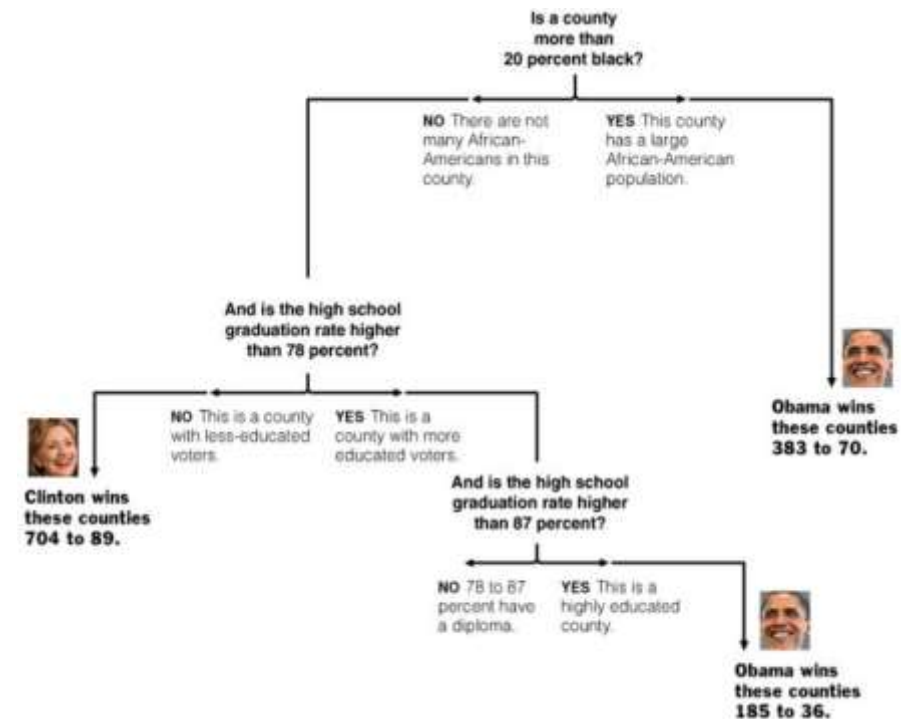 Is a county
more than
20 percent black?
NO There are not
many African-
Americans in this
county.
YES This county
has a large
African-American
population.
And is the high school
graduation rate higher
than 78 percent?
NO This is a county
with less-educated
voters.
YES This is a
county with more
educated voters.
Obama wins
these counties
383 to 70.
Clinton wins
these counties
704 to 89.
And is the high school
graduation rate higher
than 87 percent?
NO 78 to 87
percent have
a diploma.
YES This is a
highly educated
county.
Obama wins
these counties
185 to 36.